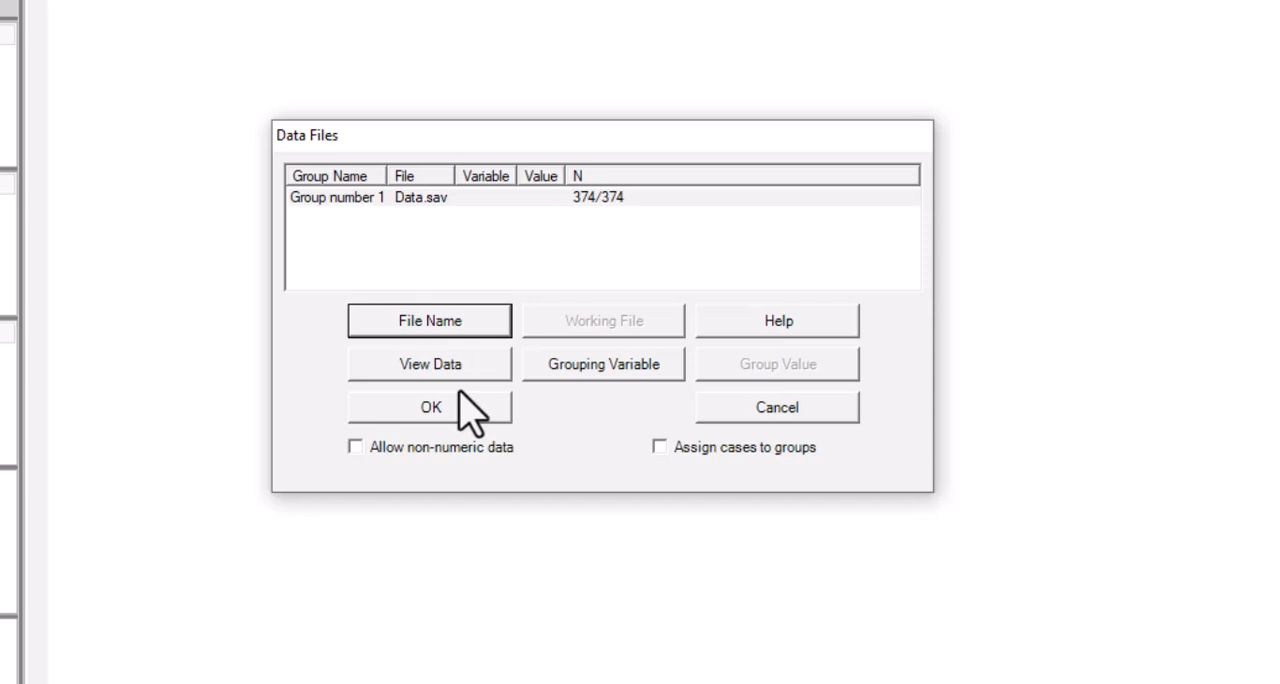 Data Files
Group Name File Variable Value N
Group number 1 Data.sav 374/374
File Name Working File Help
View Data Grouping Variable Group Value
OK Cancel
Allow non-numeric data Assign cases to groups